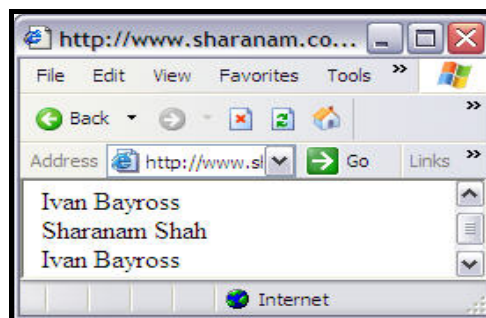 http://www.sharanam.co...
File Edit View Favorites Tools »
Back »
Address http://www.sl Go Links »
Ivan Bayross
Sharanam Shah
Ivan Bayross
Internet